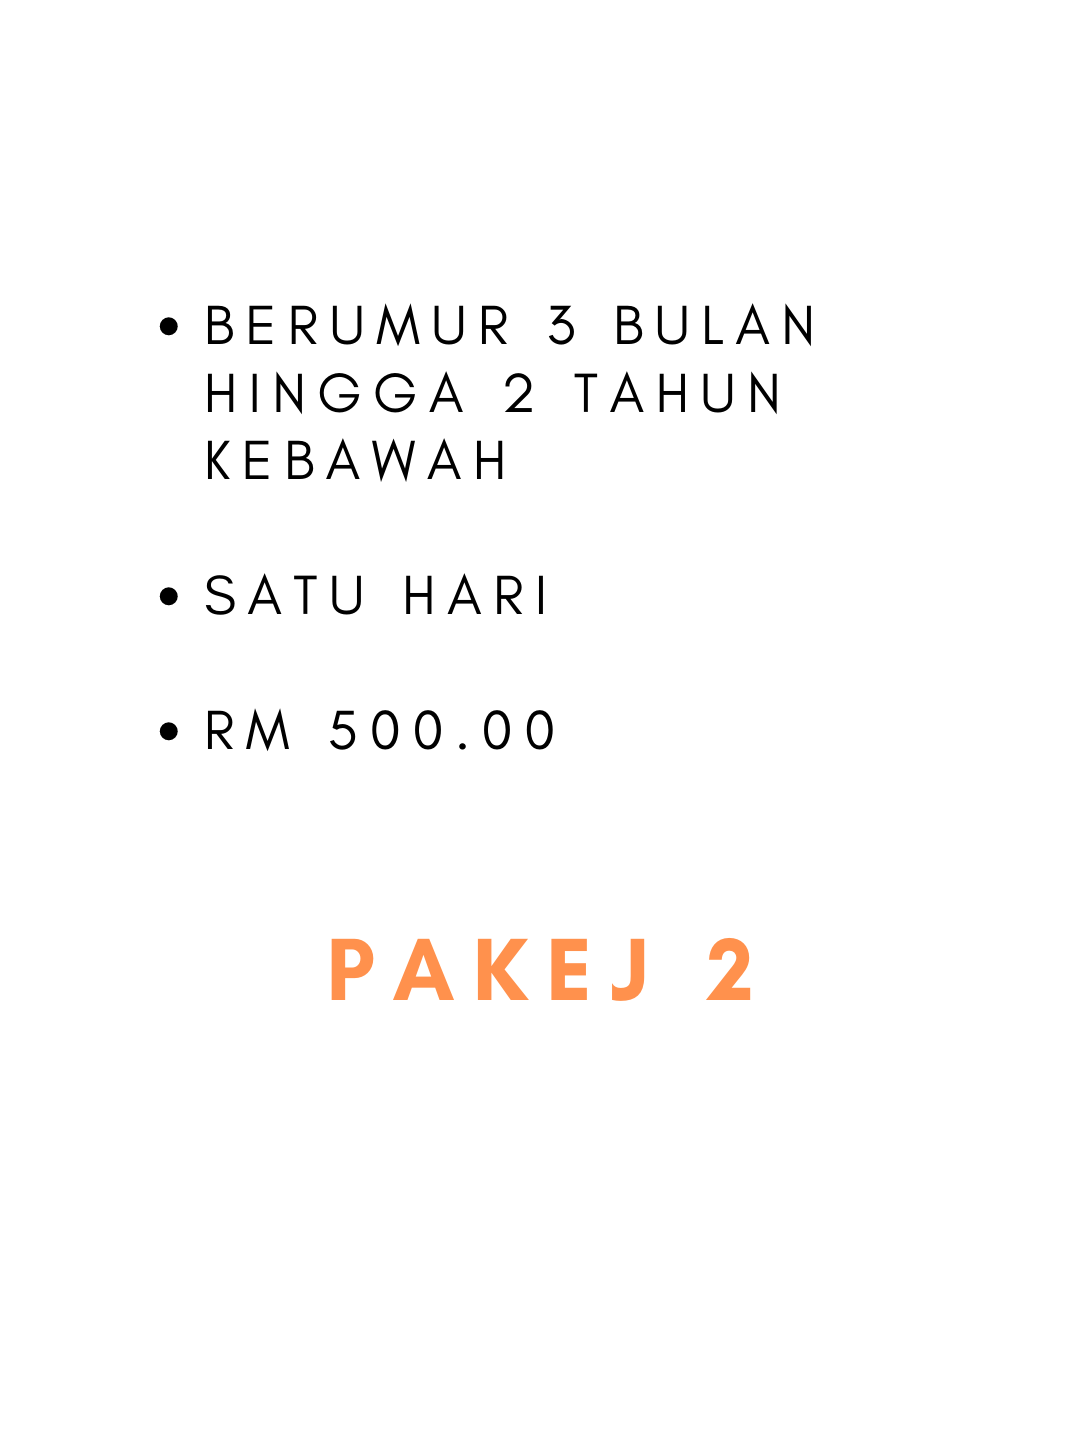 • BERUMUR 3 BULAN
HINGGA 2 TAHUN
KEBAWAH
• SATU HARI
• RM 500.00
PAKEJ 2